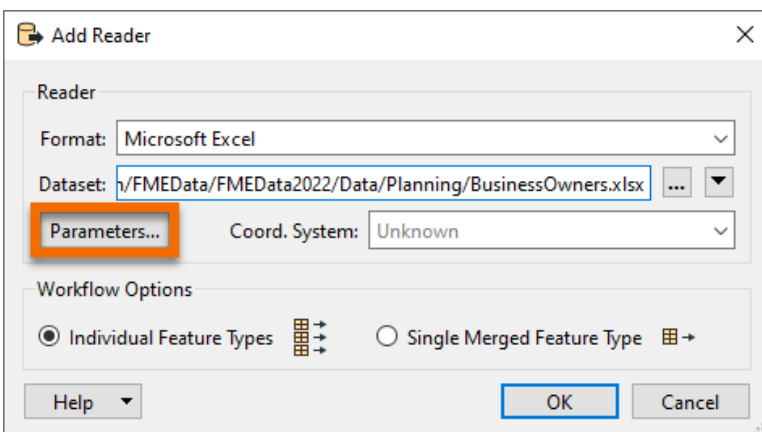 Add Reader
Reader
Format: Microsoft Excel
Dataset: n/FMEData/FMEData2022/Data/Planning/BusinessOwners.xlsx ...
Parameters... Coord. System: Unknown
Workflow Options
Individual Feature Types Single Merged Feature Type
Help OK Cancel